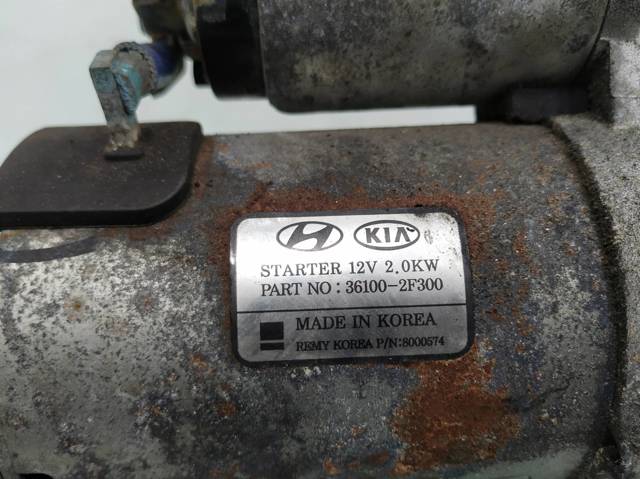 KIA
STARTER 12V 2.0KW
PART NO : 36100-2F300
MADE IN KOREA
REMY KOREA P/N:8000574